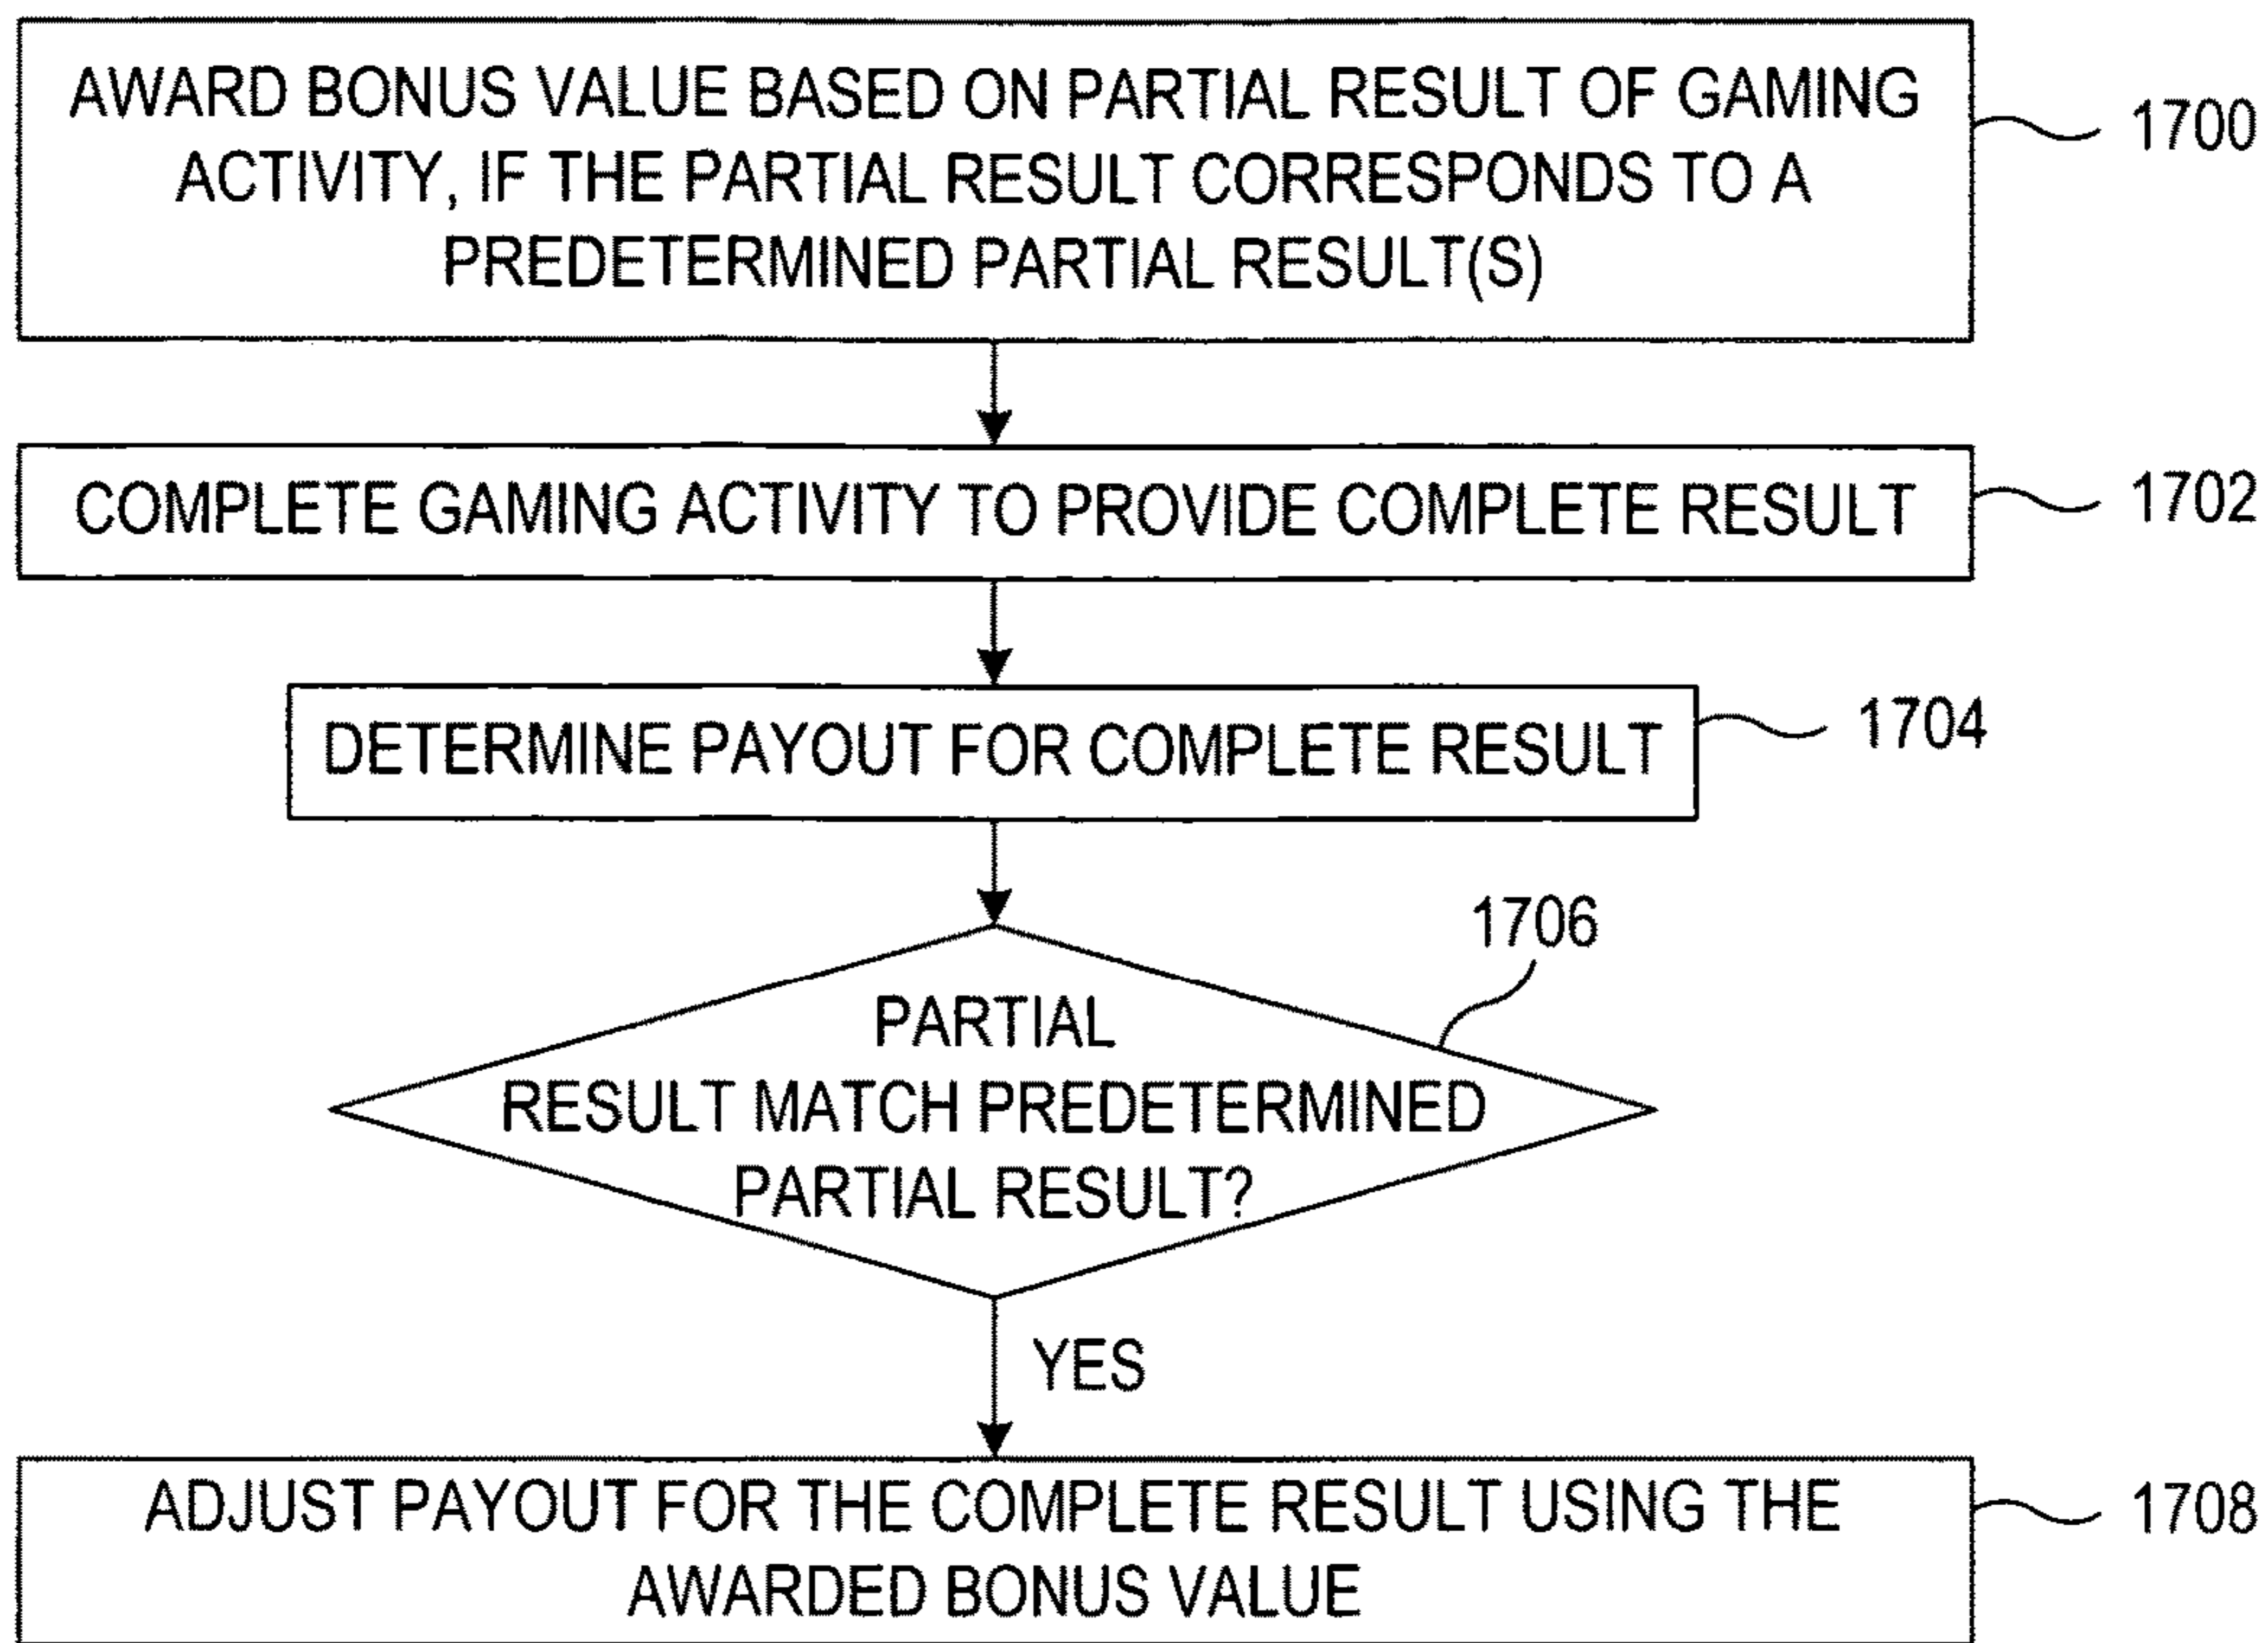 AWARD BONUS VALUE BASED ON PARTIAL RESULT OF GAMING
ACTIVITY, IF THE PARTIAL RESULT CORRESPONDS TO A
PREDETERMINED PARTIAL RESULT(S)
1700
COMPLETE GAMING ACTIVITY TO PROVIDE COMPLETE RESULT
1702
DETERMINE PAYOUT FOR COMPLETE RESULT
1704
1706
PARTIAL
RESULT MATCH PREDETERMINED
PARTIAL RESULT?
YES
ADJUST PAYOUT FOR THE COMPLETE RESULT USING THE
AWARDED BONUS VALUE
1708